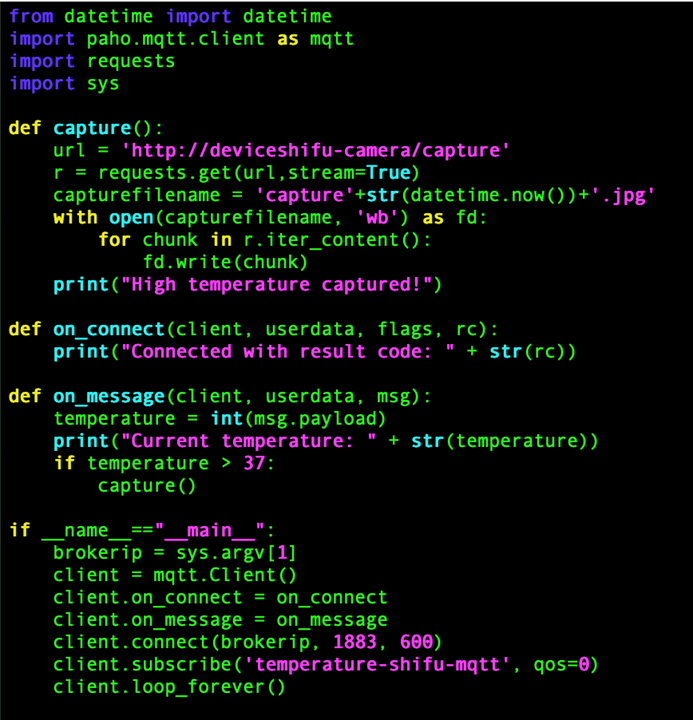 from datetime import datetime
import paho.mqtt.client as mqtt
import requests
import sys

def capture():
    url = 'http://deviceshifu-camera/capture'
    r = requests.get(url,stream=True)
    capturefilename = 'capture'+str(datetime.now())+'.jpg'
    with open(capturefilename, 'wb') as fd:
        for chunk in r.iter_content():
            fd.write(chunk)
    print("High temperature captured!")

def on_connect(client, userdata, flags, rc):
    print("Connected with result code: " + str(rc))

def on_message(client, userdata, msg):
    temperature = int(msg.payload)
    print("Current temperature: " + str(temperature))
    if temperature > 37:
        capture()

if __name__=="__main__":
    brokerip = sys.argv[1]
    client = mqtt.Client()
    client.on_connect = on_connect
    client.on_message = on_message
    client.connect(brokerip, 1883, 600)
    client.subscribe('temperature-shifu-mqtt', qos=0)
    client.loop_forever()